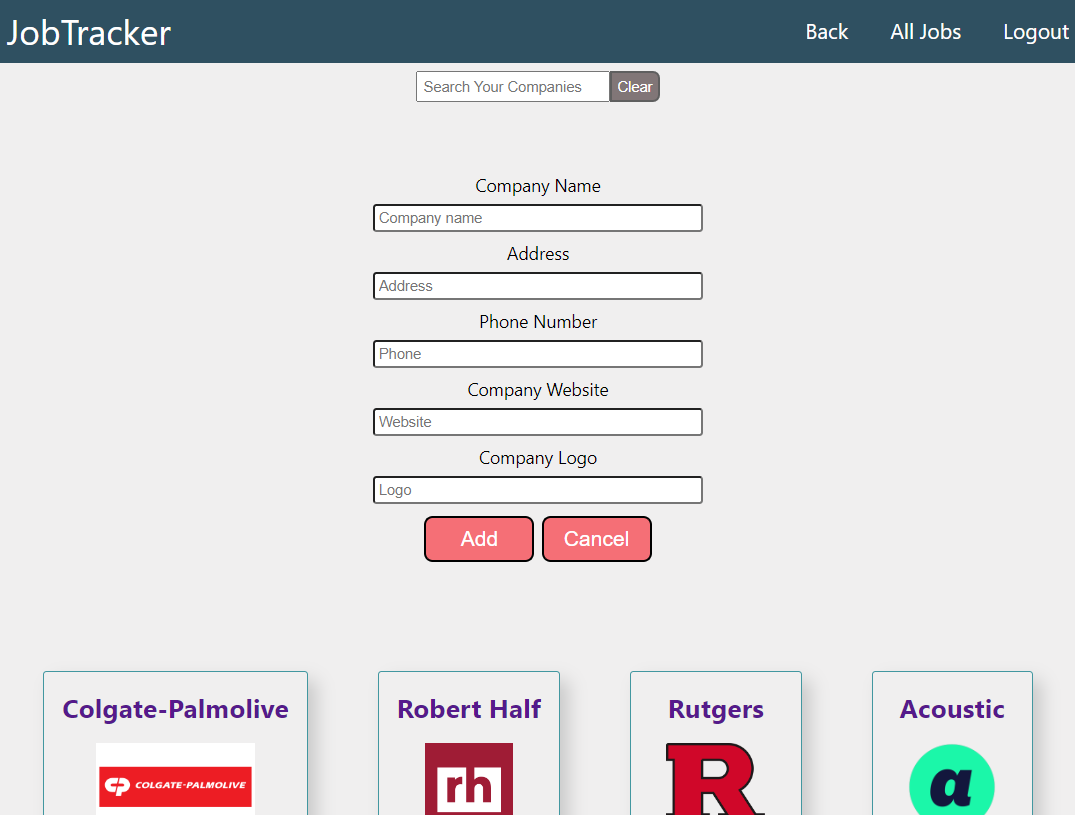 JobTracker Back All Jobs Logout
Search Your Companies Clear
Company Name
Company name
Address
Address
Phone Number
Phone
Company Website
Website
Company Logo
Logo
Add Cancel
Colgate-Palmolive Robert Half Rutgers Acoustic
CP COLGATE-PALMOLIVE rh R a